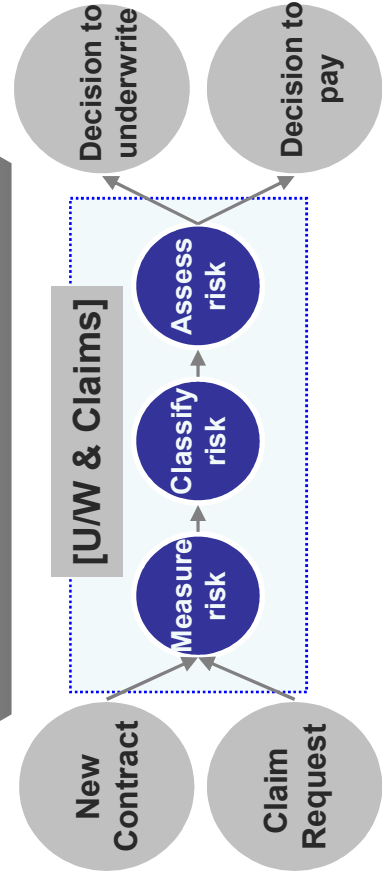 [U/W & Claims]
New
Contract
Claim
Request
Measure
risk
Classify
risk
Assess
risk
Decision to
underwrite
Decision to
pay